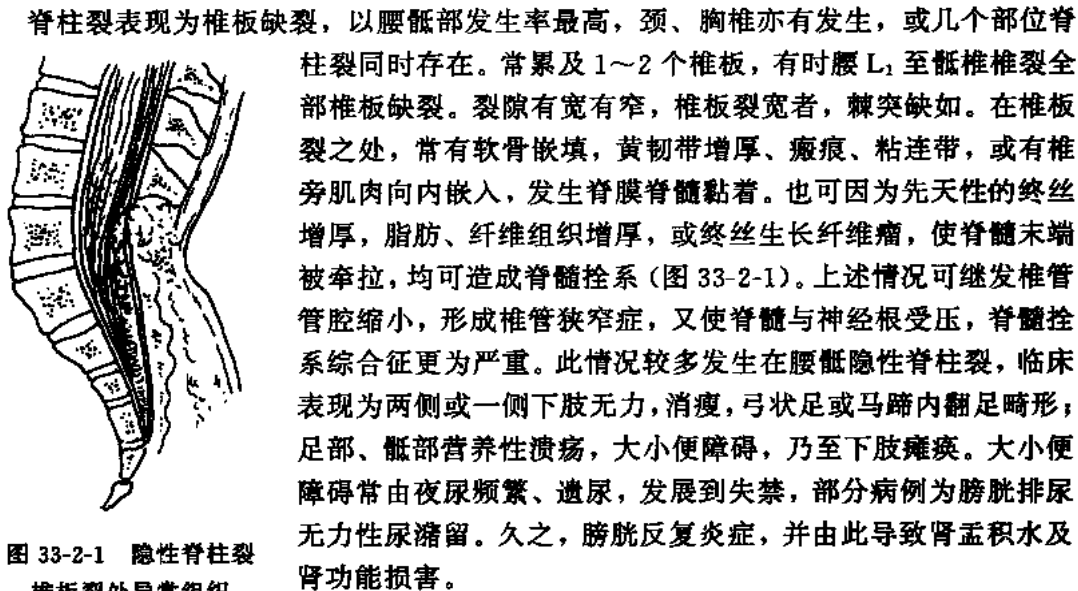 脊柱裂表现为椎板缺裂，以腰骶部发生率最高，颈、胸椎亦有发生，或几个部位脊
柱裂同时存在。常累及 1～2 个椎板，有时腰 L₁ 至骶椎椎裂全
部椎板缺裂。裂隙有宽有窄，椎板裂宽者，棘突缺如。在椎板
裂之处，常有软骨嵌填，黄韧带增厚、瘢痕、粘连带，或有椎
旁肌肉向内嵌入，发生脊膜脊髓黏着。也可因为先天性的终丝
增厚，脂肪、纤维组织增厚，或终丝生长纤维瘤，使脊髓末端
被牵拉，均可造成脊髓拴系（图 33-2-1）。上述情况可继发椎管
管腔缩小，形成椎管狭窄症，又使脊髓与神经根受压，脊髓拴
系综合征更为严重。此情况较多发生在腰骶隐性脊柱裂，临床
表现为两侧或一侧下肢无力，消瘦，弓状足或马蹄内翻足畸形；
足部、骶部营养性溃疡，大小便障碍，乃至下肢瘫痪。大小便
障碍常由夜尿频繁、遗尿，发展到失禁，部分病例为膀胱排尿
无力性尿潴留。久之，膀胱反复炎症，并由此导致肾盂积水及
肾功能损害。
图 33-2-1 隐性脊柱裂
椎板裂处异常组织